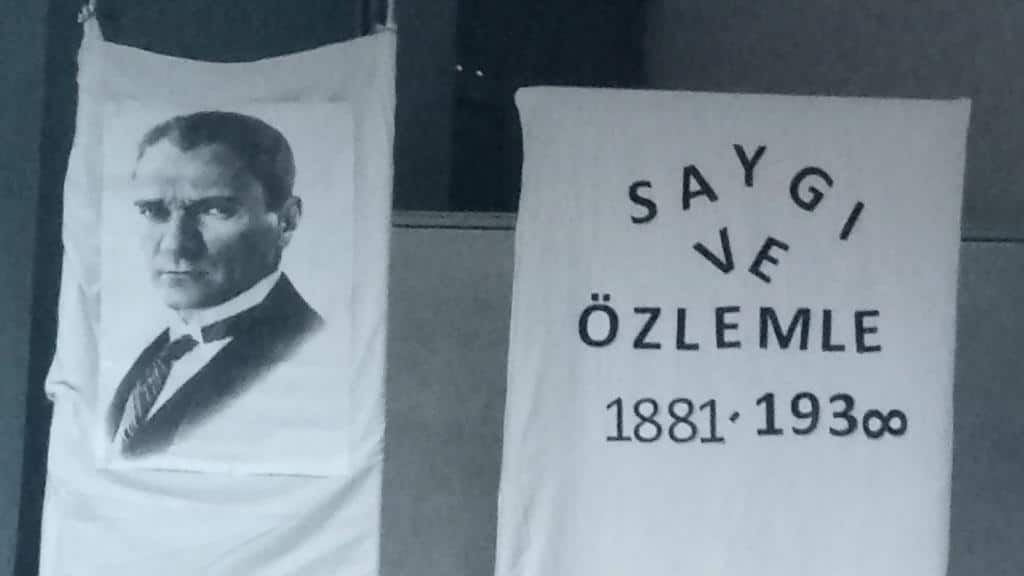 SAYGI
VE
ÖZLEMLE
1881·193∞